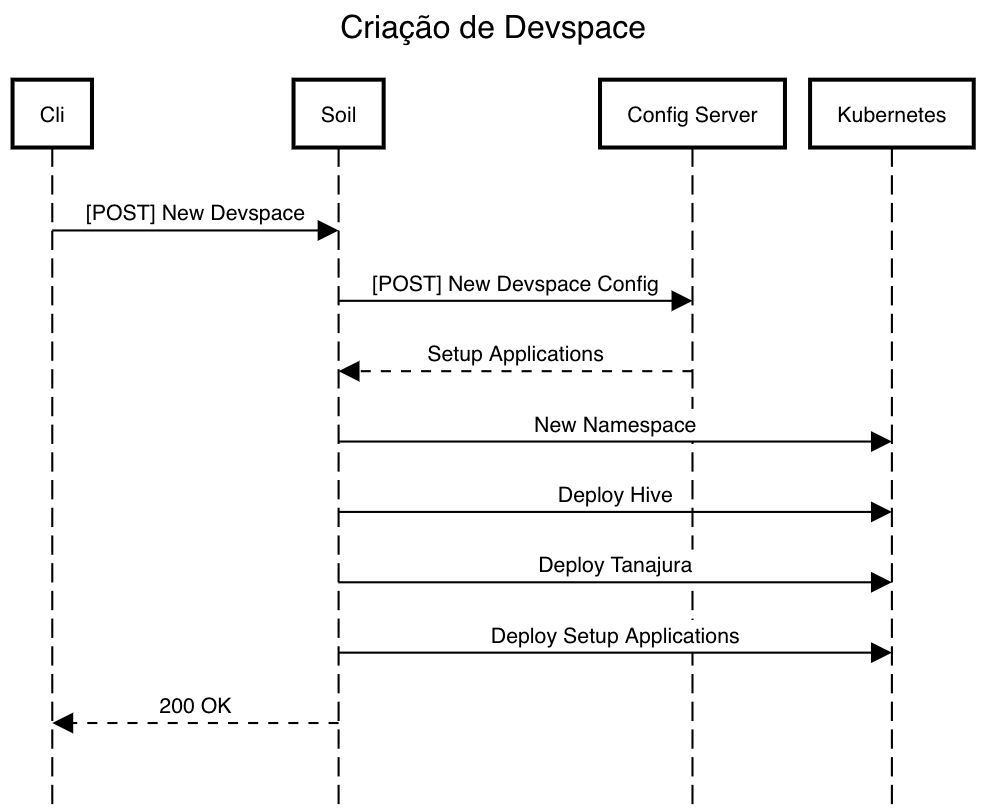 Criação de Devspace
Cli
Soil
Config Server
Kubernetes
[POST] New Devspace
[POST] New Devspace Config
Setup Applications
New Namespace
Deploy Hive
Deploy Tanajura
Deploy Setup Applications
200 OK